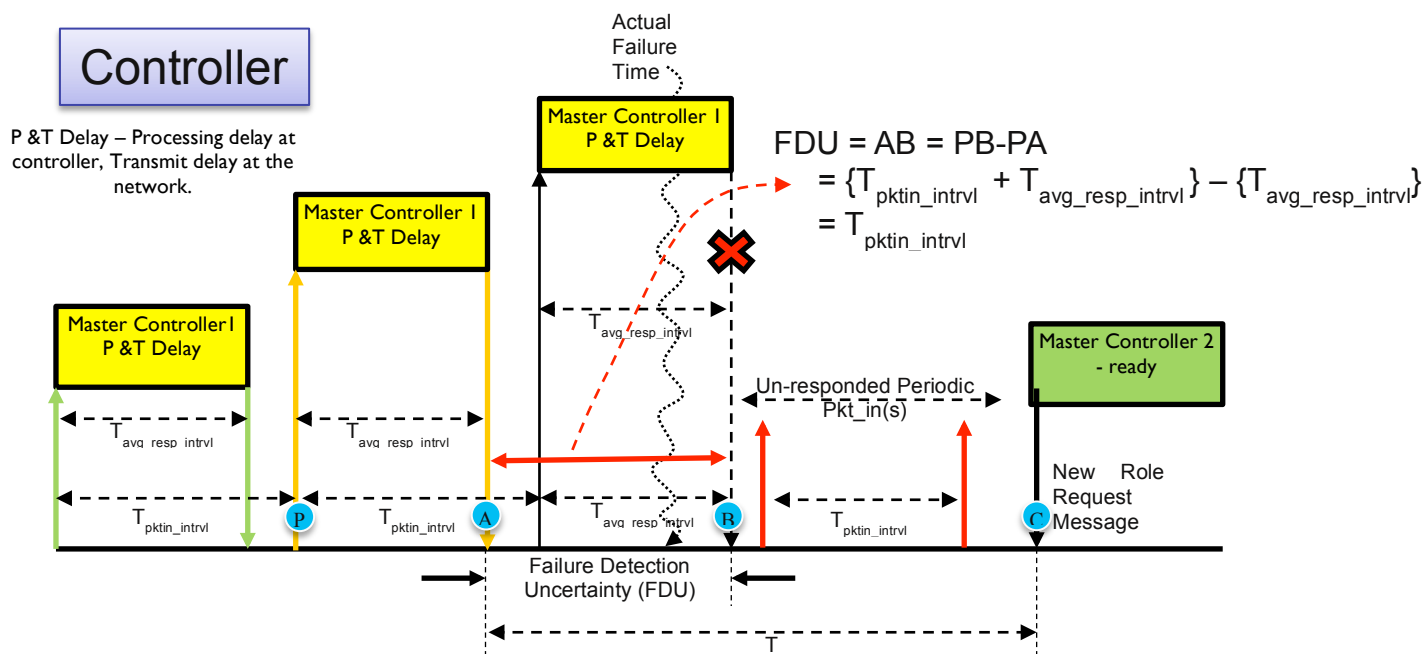 Controller
P &T Delay – Processing delay at
controller, Transmit delay at the
network.
Actual
Failure
Time
Master Controller 1
P &T Delay
FDU = AB = PB-PA
= {Tpktin_intrvl + Tavg_resp_intrvl} – {Tavg_resp_intrvl}
= Tpktin_intrvl
Master Controller 1
P &T Delay
Master Controller1
P &T Delay
Tavg_resp_intrvl
Master Controller 2
- ready
Un-responded Periodic
Pkt_in(s)
Tavg_resp_intrvl
Tavg_resp_intrvl
New Role
Request
Message
Tpktin_intrvl
P
Tpktin_intrvl
A
Tavg_resp_intrvl
B
Tpktin_intrvl
C
Failure Detection
Uncertainty (FDU)
T